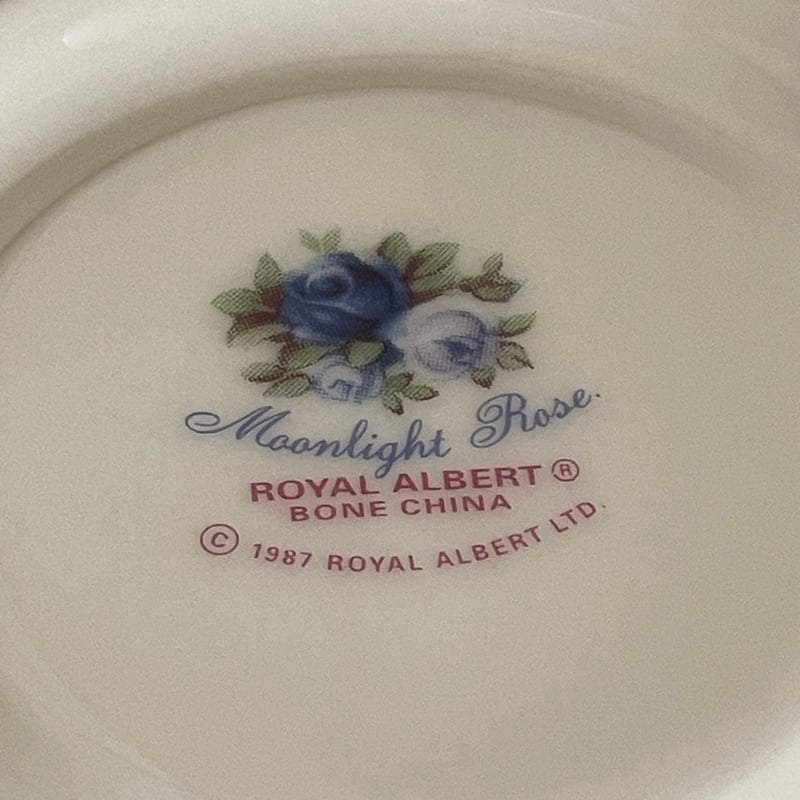 Moonlight Rose.
ROYAL ALBERT ®
BONE CHINA
© 1987 ROYAL ALBERT LTD.